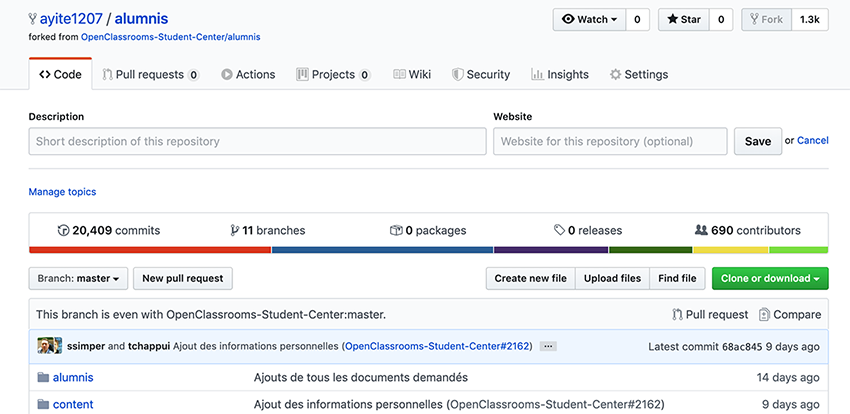 ayite1207 / alumnis
Watch 0 Star 0 Fork 1.3k
forked from OpenClassrooms-Student-Center/alumnis
Code Pull requests 0 Actions Projects 0 Wiki Security Insights Settings
Description Website
Short description of this repository Website for this repository (optional) Save or Cancel
Manage topics
20,409 commits 11 branches 0 packages 0 releases 690 contributors
Branch: master New pull request Create new file Upload files Find file Clone or download
This branch is even with OpenClassrooms-Student-Center:master. Pull request Compare
ssimper and tchappui Ajout des informations personnelles (OpenClassrooms-Student-Center#2162) ... Latest commit 68ac845 9 days ago
alumnis Ajouts de tous les documents demandés 14 days ago
content Ajout des informations personnelles (OpenClassrooms-Student-Center#2162) 9 days ago